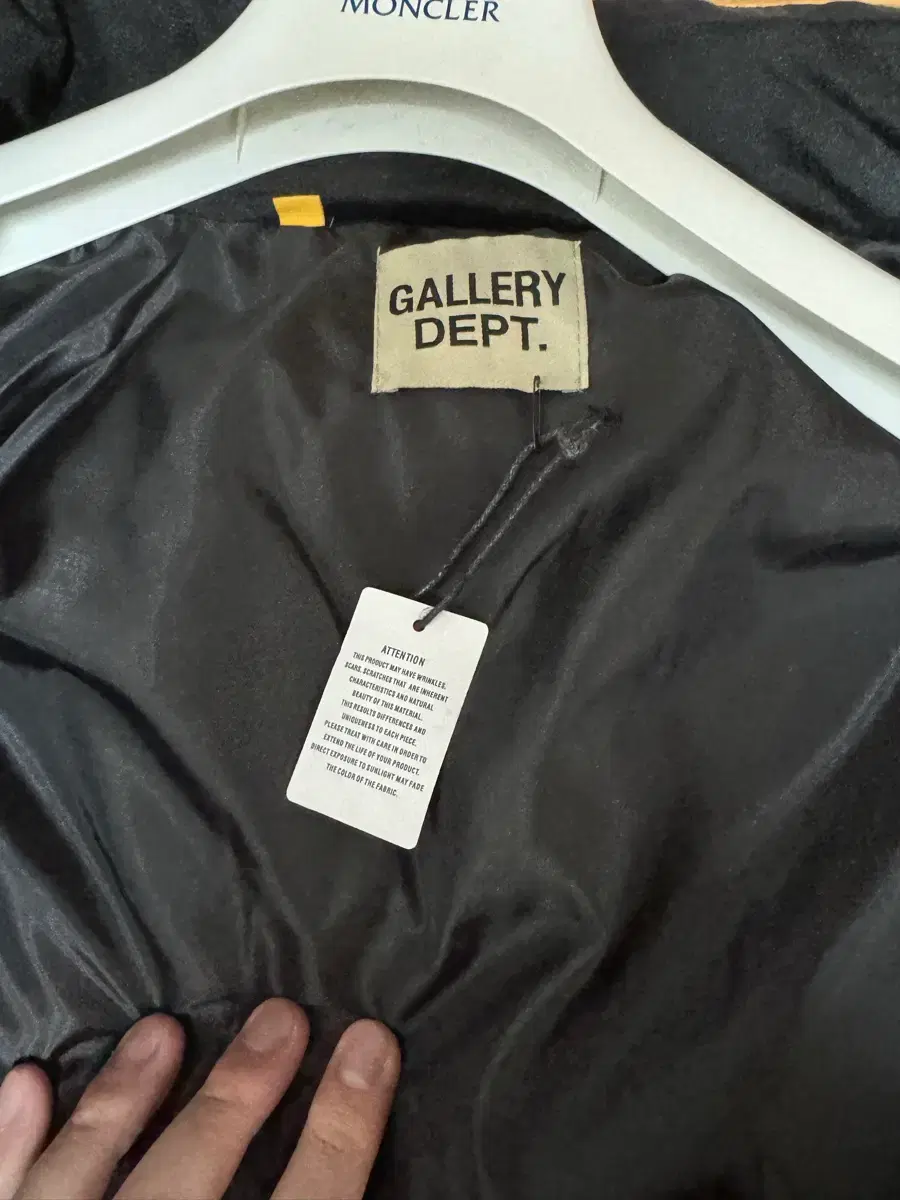 MONCLER
GALLERY
DEPT.
ATTENTION
THIS PRODUCT MAY HAVE WRINKLES,
SCARS, SCRATCHES THAT ARE INHERENT
CHARACTERISTICS AND NATURAL
BEAUTY OF THIS MATERIAL.
THIS RESULTS DIFFERENCES AND
UNIQUENESS TO EACH PIECE.
PLEASE TREAT WITH CARE IN ORDER TO
EXTEND THE LIFE OF YOUR PRODUCT.
DIRECT EXPOSURE TO SUNLIGHT MAY FADE
THE COLOR OF THE FABRIC.